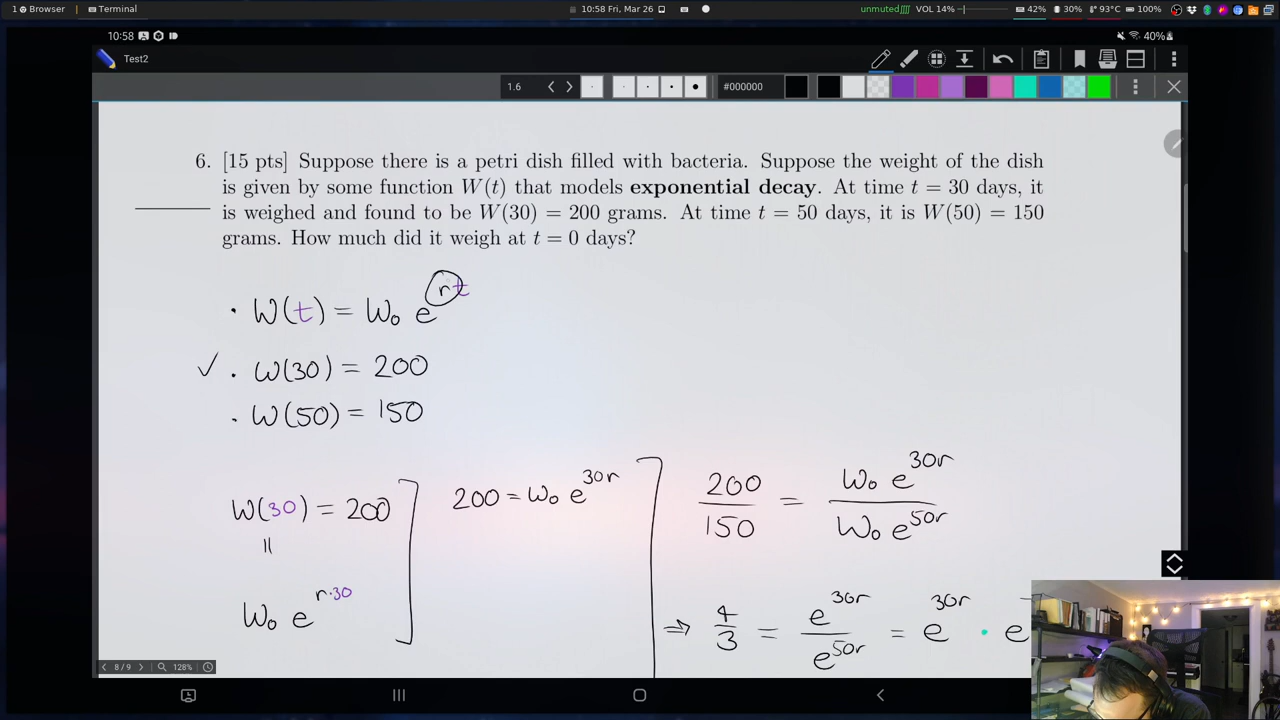 1 Browser Terminal 10:58 Fri, Mar 26 unmuted VOL 14% 42% 30% 93°C 100%
10:58 40%
Test2
1.6 #000000
6. [15 pts] Suppose there is a petri dish filled with bacteria. Suppose the weight of the dish
is given by some function W(t) that models exponential decay. At time t = 30 days, it
is weighed and found to be W(30) = 200 grams. At time t = 50 days, it is W(50) = 150
grams. How much did it weigh at t = 0 days?
• W(t) = W₀ e^{rt}
✓ • W(30) = 200
• W(50) = 150
W(30) = 200
=
W₀ e^{r·30}
200 = W₀ e^{30r}
200/150 = W₀ e^{30r} / W₀ e^{50r}
⇒ 4/3 = e^{30r} / e^{50r} = e^{30r} · e
8/9 128%